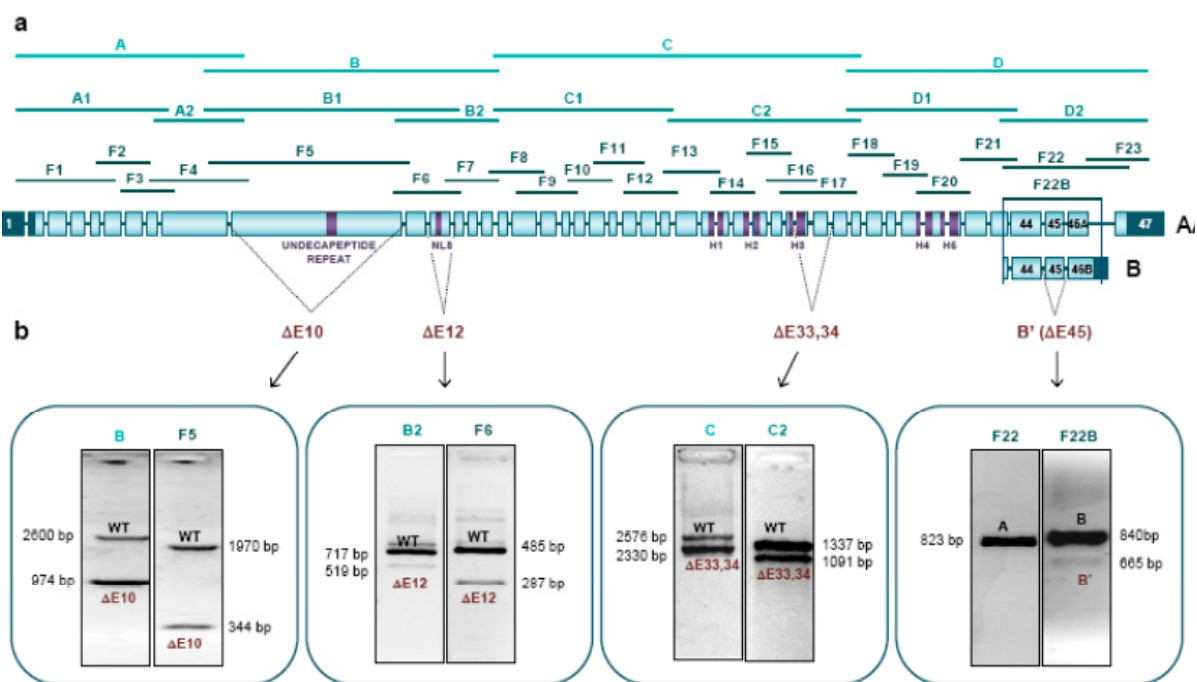 a
A
C
B
D
A1
B1
C1
D1
A2
B2
C2
D2
F2
F5
F8
F11
F13
F15
F18
F21
F23
F1
F4
F7
F10
F16
F22
F3
F6
F9
F12
F14
F17
F19
F20
F22B
1
44
45
46A
47
UNDECAPEPTIDE
REPEAT
NLS
H1
H2
H3
H4
H5
44
45
46B
B
ΔE10
ΔE12
ΔE33,34
B' (ΔE45)
b
B
F5
B2
F6
C
C2
F22
F22B
WT
2600 bp
WT
1970 bp
974 bp
ΔE10
344 bp
ΔE10
WT
WT
717 bp
485 bp
519 bp
287 bp
ΔE12
ΔE12
WT
WT
2576 bp
1337 bp
2330 bp
1091 bp
ΔE33,34
ΔE33,34
A
B
823 bp
840bp
665 bp
B'